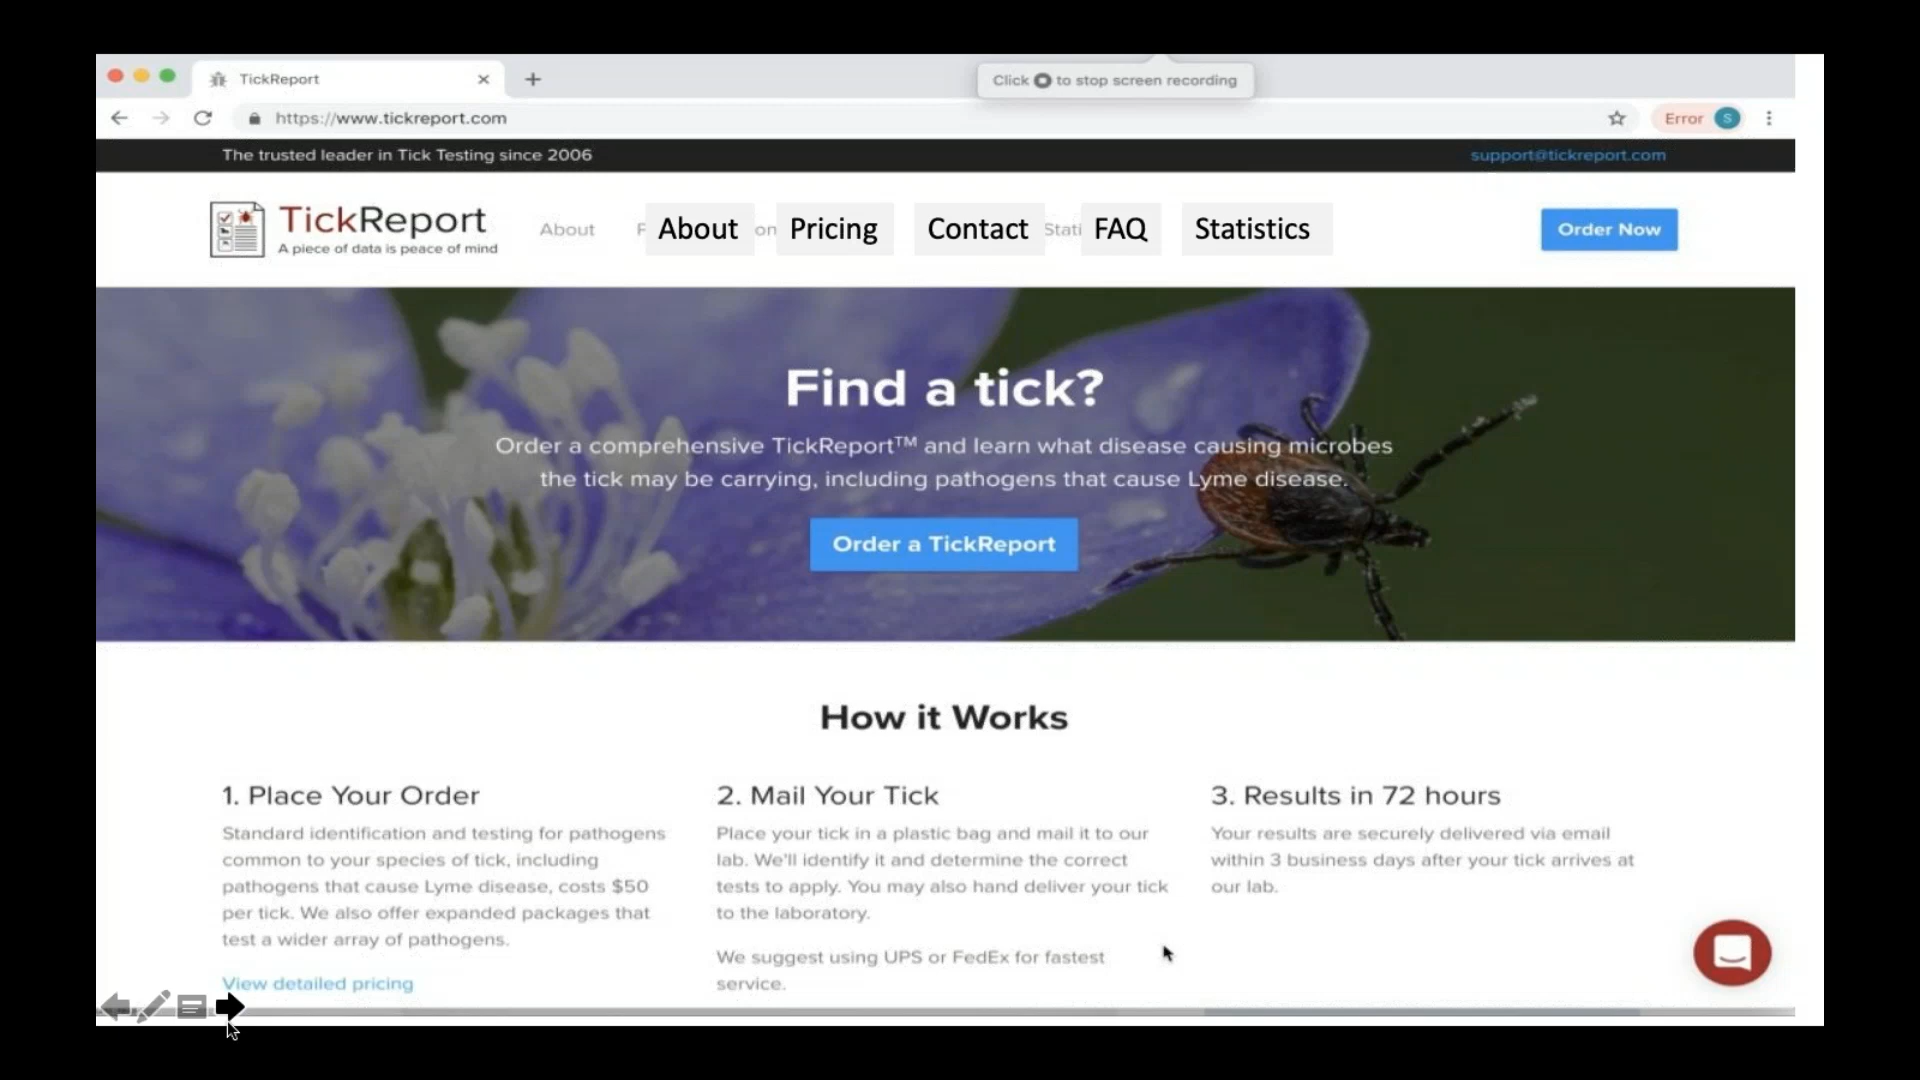 TickReport
Click to stop screen recording
https://www.tickreport.com
Error S
The trusted leader in Tick Testing since 2006
support@tickreport.com
TickReport
A piece of data is peace of mind
About
About Pricing Contact FAQ Statistics
Order Now
Find a tick?
Order a comprehensive TickReport™ and learn what disease causing microbes
the tick may be carrying, including pathogens that cause Lyme disease.
Order a TickReport
How it Works
1. Place Your Order
Standard identification and testing for pathogens
common to your species of tick, including
pathogens that cause Lyme disease, costs $50
per tick. We also offer expanded packages that
test a wider array of pathogens.
View detailed pricing
2. Mail Your Tick
Place your tick in a plastic bag and mail it to our
lab. We'll identify it and determine the correct
tests to apply. You may also hand deliver your tick
to the laboratory.
We suggest using UPS or FedEx for fastest
service.
3. Results in 72 hours
Your results are securely delivered via email
within 3 business days after your tick arrives at
our lab.